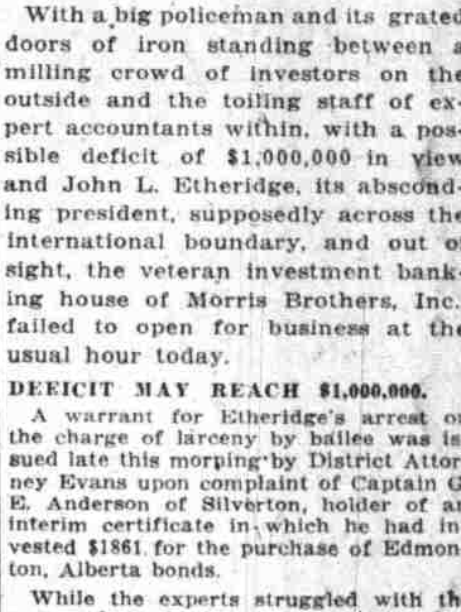 With a big policeman and its grated
doors of iron standing between a
milling crowd of investors on the
outside and the toiling staff of ex-
pert accountants within, with a pos-
sible deficit of $1,000,000 in view
and John L. Etheridge, its abscond-
ing president, supposedly across the
international boundary, and out of
sight, the veteran investment bank-
ing house of Morris Brothers, Inc.
failed to open for business at the
usual hour today.
DEFICIT MAY REACH $1,000,000.
A warrant for Etheridge's arrest on
the charge of larceny by bailee was is
sued late this morning by District Attor
ney Evans upon complaint of Captain G
E. Anderson of Silverton, holder of an
interim certificate in which he had in
vested $1861 for the purchase of Edmon
ton, Alberta bonds.
While the experts struggled with th